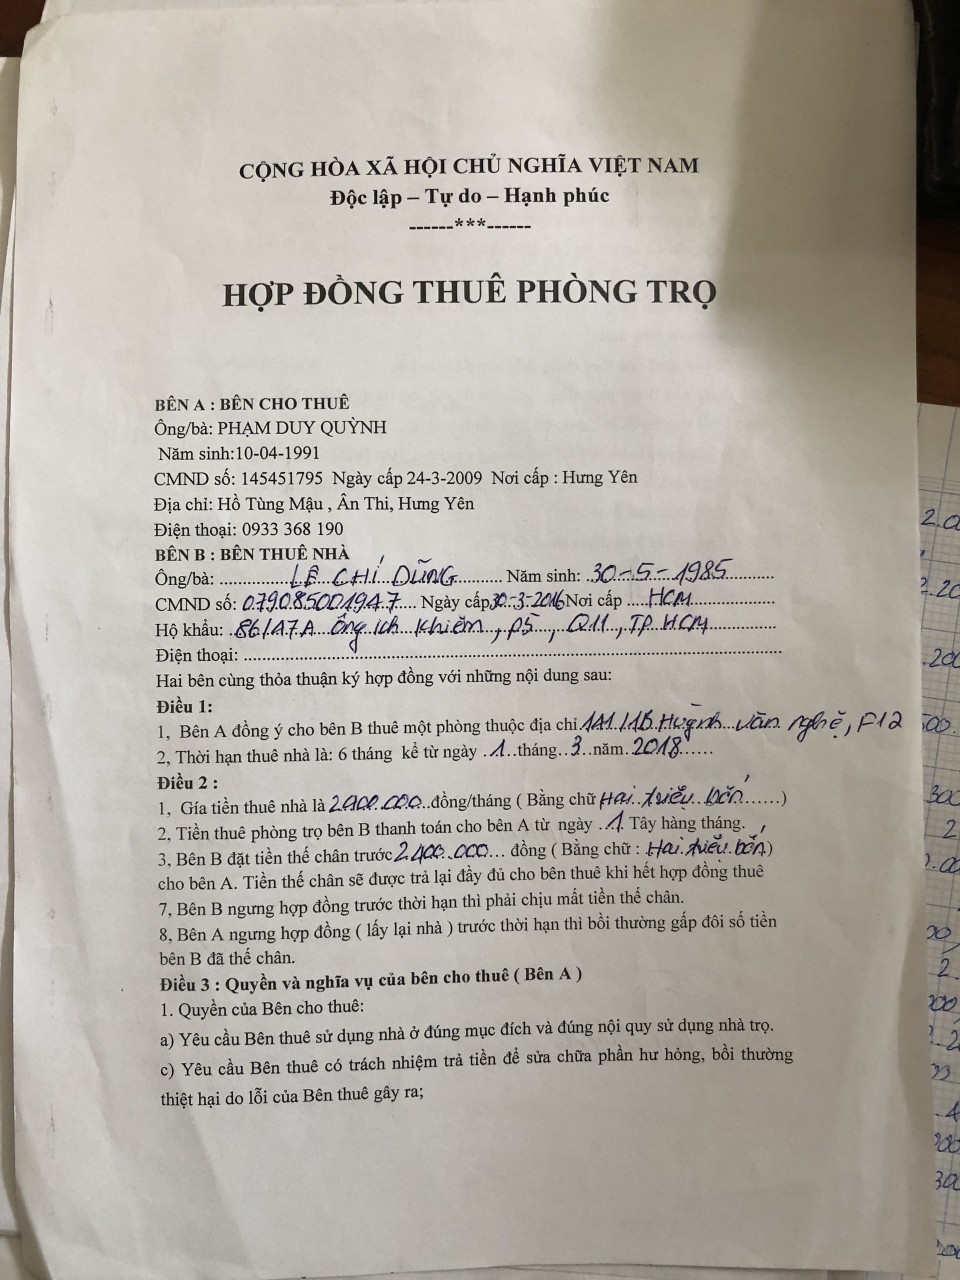 CỘNG HÒA XÃ HỘI CHỦ NGHĨA VIỆT NAM
Độc lập – Tự do – Hạnh phúc
------***------
HỢP ĐỒNG THUÊ PHÒNG TRỌ
BÊN A : BÊN CHO THUÊ
Ông/bà: PHẠM DUY QUỲNH
Năm sinh:10-04-1991
CMND số: 145451795 Ngày cấp 24-3-2009 Nơi cấp : Hưng Yên
Địa chỉ: Hồ Tùng Mậu , Ân Thi, Hưng Yên
Điện thoại: 0933 368 190
BÊN B : BÊN THUÊ NHÀ
Ông/bà: LÊ CHÍ DŨNG Năm sinh: 30-5-1985
CMND số: 079085001947 Ngày cấp 30-3-2016 Nơi cấp HCM
Hộ khẩu: 86/47A ông ích khiêm, P5, Q11, TP HCM
Điện thoại:
Hai bên cùng thỏa thuận ký hợp đồng với những nội dung sau:
Điều 1:
1, Bên A đồng ý cho bên B thuê một phòng thuộc địa chỉ Huỳnh văn nghệ, F12
2, Thời hạn thuê nhà là: 6 tháng kể từ ngày 1 tháng 3 năm 2018
Điều 2 :
1, Gía tiền thuê nhà là 2400.000 đồng/tháng ( Bằng chữ Hai triệu bốn )
2, Tiền thuê phòng trọ bên B thanh toán cho bên A từ ngày 1 Tây hàng tháng.
3, Bên B đặt tiền thế chân trước 2.400.000 đồng ( Bằng chữ : Hai triệu bốn )
cho bên A. Tiền thế chân sẽ được trả lại đầy đủ cho bên thuê khi hết hợp đồng thuê
7, Bên B ngưng hợp đồng trước thời hạn thì phải chịu mất tiền thế chân.
8, Bên A ngưng hợp đồng ( lấy lại nhà ) trước thời hạn thì bồi thường gấp đôi số tiền
bên B đã thế chân.
Điều 3 : Quyền và nghĩa vụ của bên cho thuê ( Bên A )
1. Quyền của Bên cho thuê:
a) Yêu cầu Bên thuê sử dụng nhà ở đúng mục đích và đúng nội quy sử dụng nhà trọ.
c) Yêu cầu Bên thuê có trách nhiệm trả tiền để sửa chữa phần hư hỏng, bồi thường
thiệt hại do lỗi của Bên thuê gây ra;